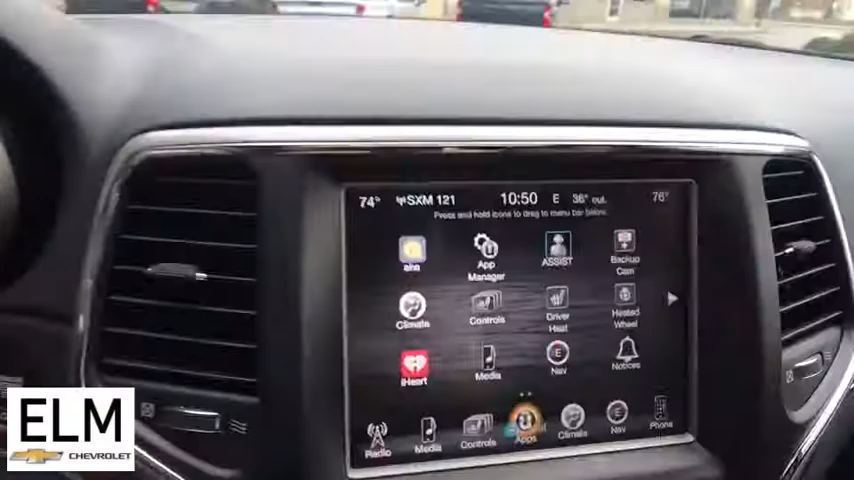 74°F SXM 121 10:50 E 36° out. 76°
Press and hold icons to drag to menu bar below.
aha App Manager ASSIST Backup Cam
Climate Controls Driver Heat Heated Wheel
iHeart Media Nav Notices
Radio Media Controls Apps Climate Nav Phone
ELM
CHEVROLET